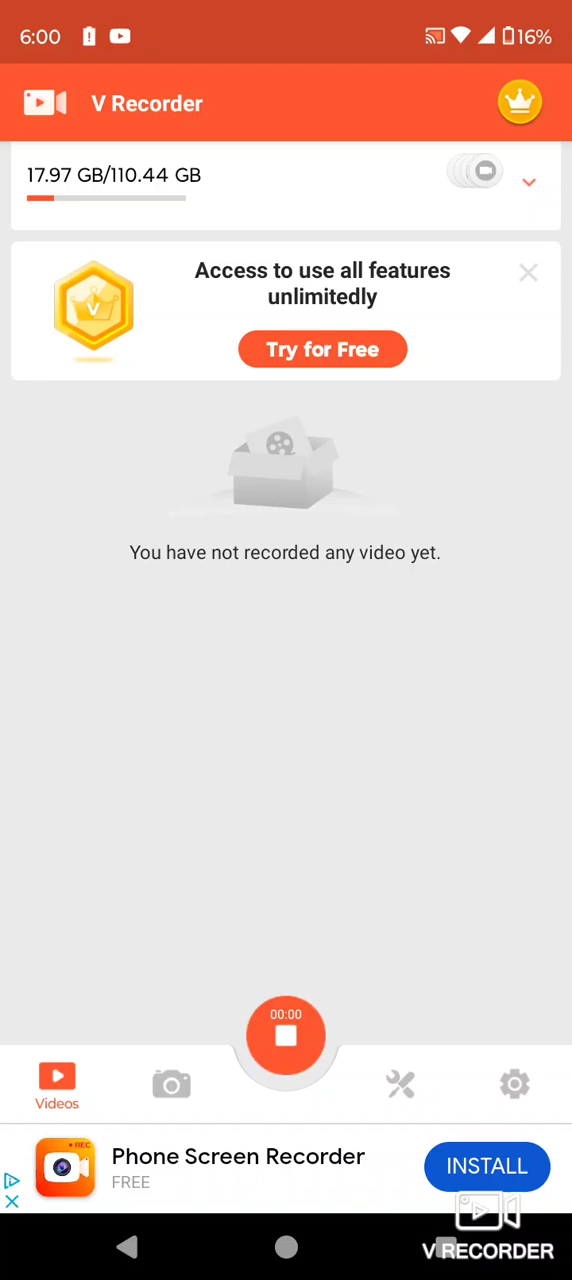 6:00
16%
V Recorder
17.97 GB/110.44 GB
Access to use all features
unlimitedly
Try for Free
You have not recorded any video yet.
00:00
Videos
REC
Phone Screen Recorder
FREE
INSTALL
V RECORDER